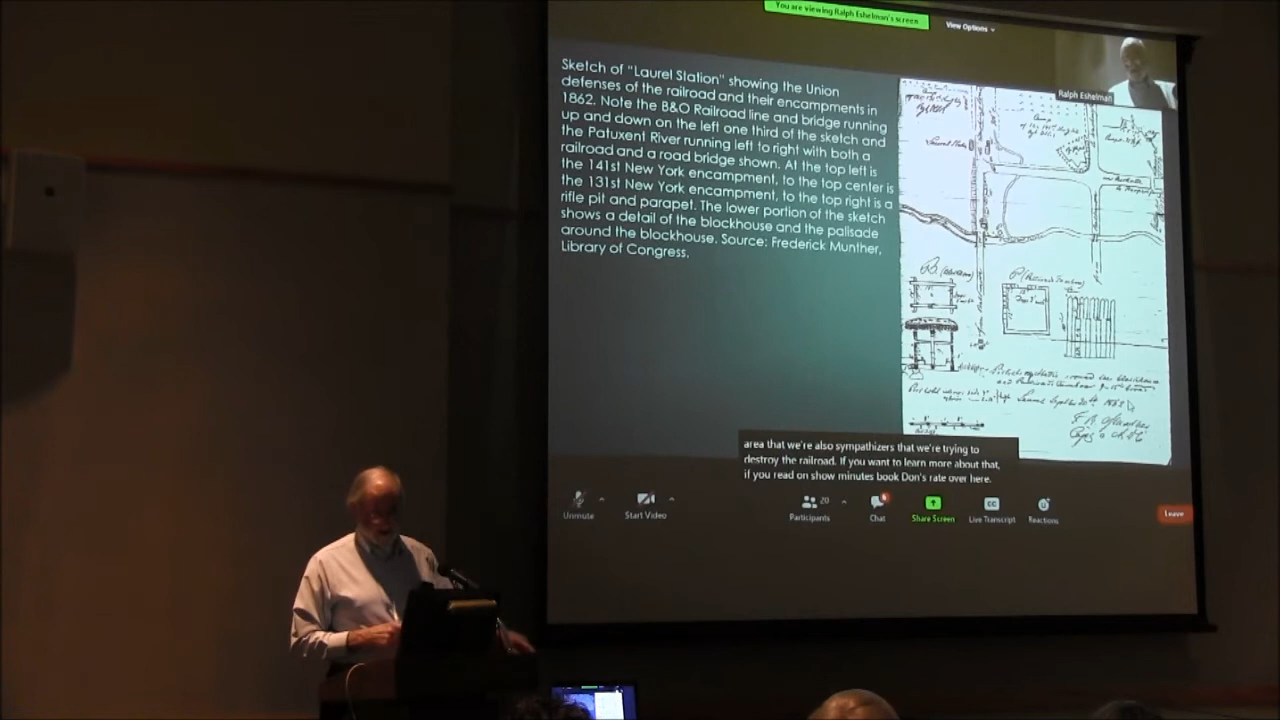 You are viewing Ralph Eshelman's screen
View Options
Ralph Eshelman
Sketch of "Laurel Station" showing the Union
defenses of the railroad and their encampments in
1862. Note the B&O Railroad line and bridge running
up and down on the left one third of the sketch and
the Patuxent River running left to right with both a
railroad and a road bridge shown. At the top left is
the 141st New York encampment, to the top center is
the 131st New York encampment, to the top right is a
rifle pit and parapet. The lower portion of the sketch
shows a detail of the blockhouse and the palisade
around the blockhouse. Source: Frederick Munther,
Library of Congress.
area that we're also sympathizers that we're trying to
destroy the railroad. If you want to learn more about that,
if you read on show minutes book Don's rate over here.
Unmute
Start Video
20
Participants
6
Chat
Share Screen
CC
Live Transcript
Reactions
Leave